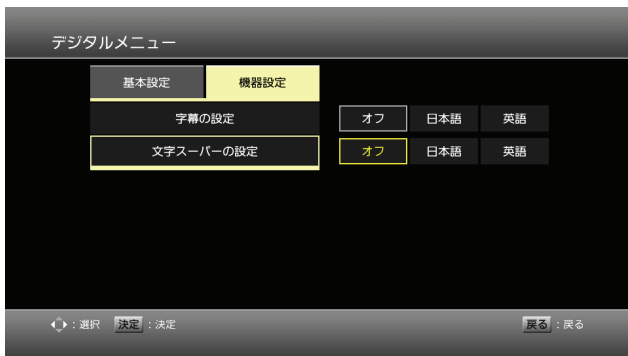 デジタルメニュー
基本設定 機器設定
字幕の設定 オフ 日本語 英語
文字スーパーの設定 オフ 日本語 英語
:選択 決定:決定 戻る:戻る